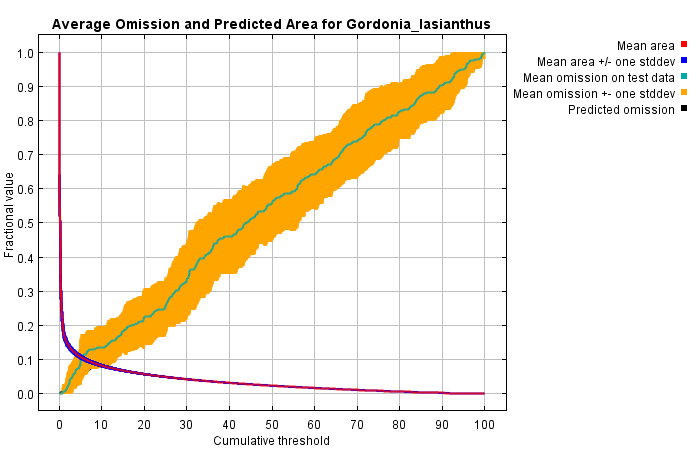 Average Omission and Predicted Area for Gordonia_lasianthus
Mean area
Mean area +/- one stddev
Mean omission on test data
Mean omission +- one stddev
Predicted omission
Fractional value
1.0
0.9
0.8
0.7
0.6
0.5
0.4
0.3
0.2
0.1
0.0
0 10 20 30 40 50 60 70 80 90 100
Cumulative threshold